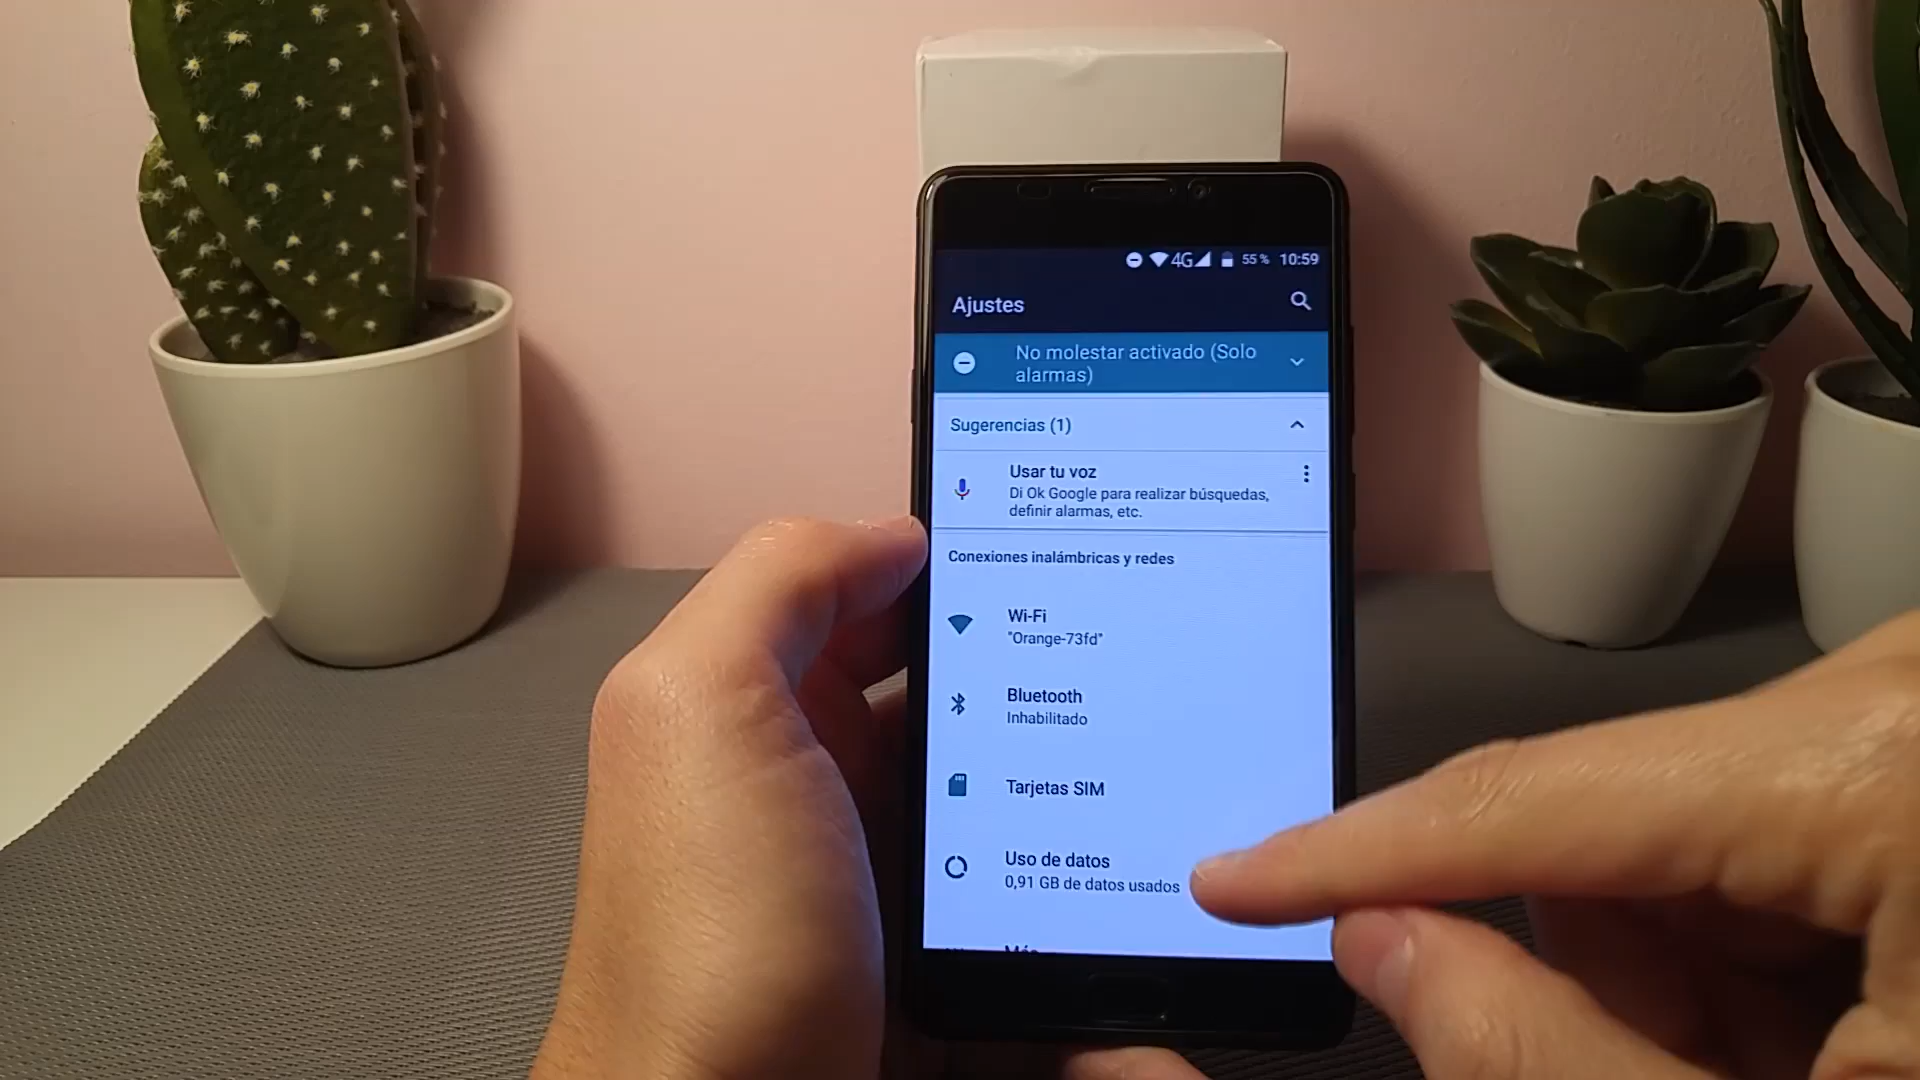 4G 55 % 10:59
Ajustes
No molestar activado (Solo
alarmas)
Sugerencias (1)
Usar tu voz
Di Ok Google para realizar búsquedas,
definir alarmas, etc.
Conexiones inalámbricas y redes
Wi-Fi
"Orange-73fd"
Bluetooth
Inhabilitado
Tarjetas SIM
Uso de datos
0,91 GB de datos usados
Más